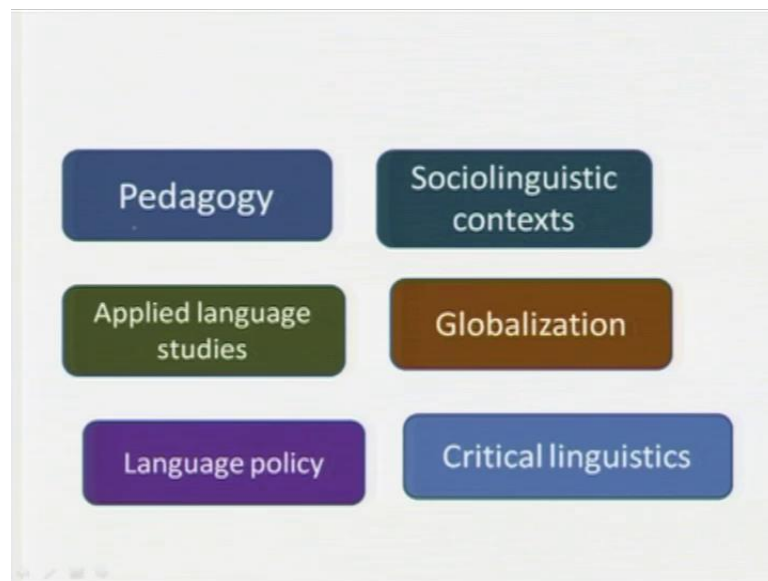 Pedagogy
Sociolinguistic
contexts
Applied language
studies
Globalization
Language policy
Critical linguistics